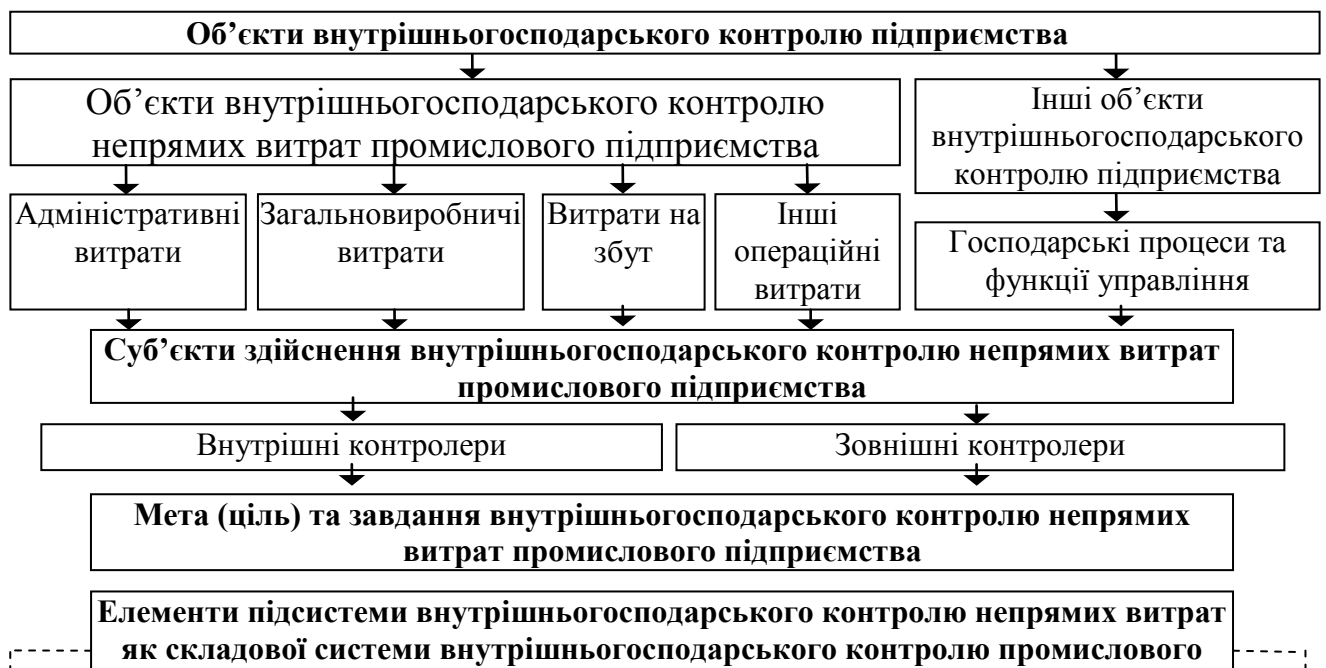 Об’єкти внутрішньогосподарського контролю підприємства
Об’єкти внутрішньогосподарського контролю
непрямих витрат промислового підприємства
Інші об’єкти
внутрішньогосподарського
контролю підприємства
Адміністративні
витрати
Загальновиробничі
витрати
Витрати на
збут
Інші
операційні
витрати
Господарські процеси та
функції управління
Суб’єкти здійснення внутрішньогосподарського контролю непрямих витрат
промислового підприємства
Внутрішні контролери
Зовнішні контролери
Мета (ціль) та завдання внутрішньогосподарського контролю непрямих
витрат промислового підприємства
Елементи підсистеми внутрішньогосподарського контролю непрямих витрат
як складової системи внутрішньогосподарського контролю промислового